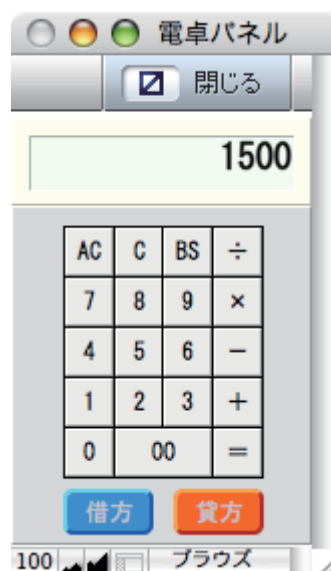 電卓パネル
閉じる
1500
AC C BS ÷
7 8 9 ×
4 5 6 －
1 2 3 ＋
0 00 ＝
借方 貸方
100 ブラウズ